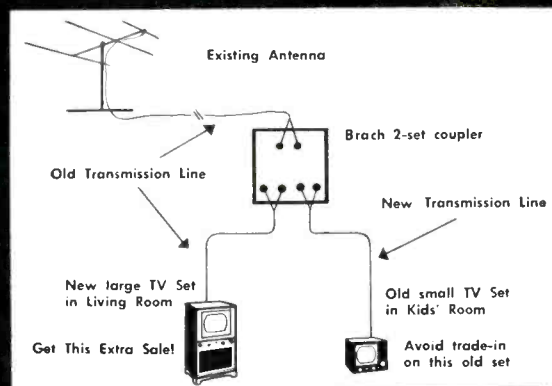 Existing Antenna
Brach 2-set coupler
Old Transmission Line
New Transmission Line
New large TV Set
in Living Room
Get This Extra Sale!
Old small TV Set
in Kids' Room
Avoid trade-in
on this old set